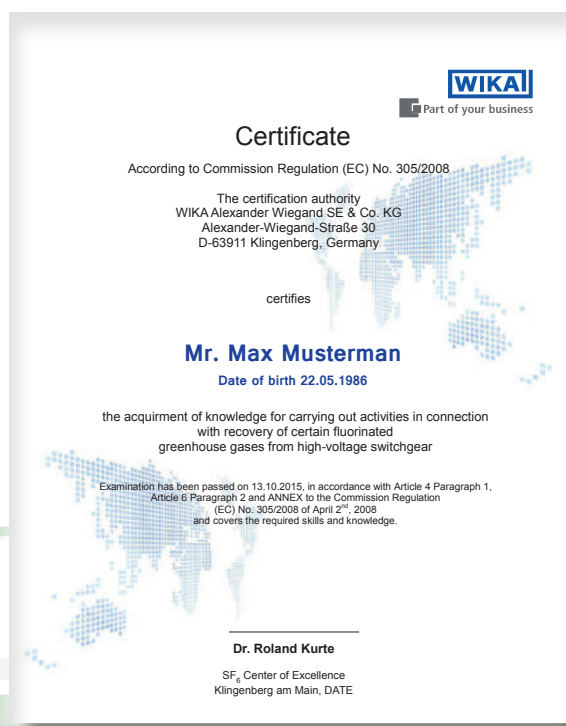 WIKA
Part of your business
Certificate
According to Commission Regulation (EC) No. 305/2008
The certification authority
WIKA Alexander Wiegand SE & Co. KG
Alexander-Wiegand-Straße 30
D-63911 Klingenberg, Germany
certifies
Mr. Max Musterman
Date of birth 22.05.1986
the acquirment of knowledge for carrying out activities in connection
with recovery of certain fluorinated
greenhouse gases from high-voltage switchgear
Examination has been passed on 13.10.2015, in accordance with Article 4 Paragraph 1,
Article 6 Paragraph 2 and ANNEX to the Commission Regulation
(EC) No. 305/2008 of April 2nd, 2008
and covers the required skills and knowledge.
Dr. Roland Kurte
SF₆ Center of Excellence
Klingenberg am Main, DATE